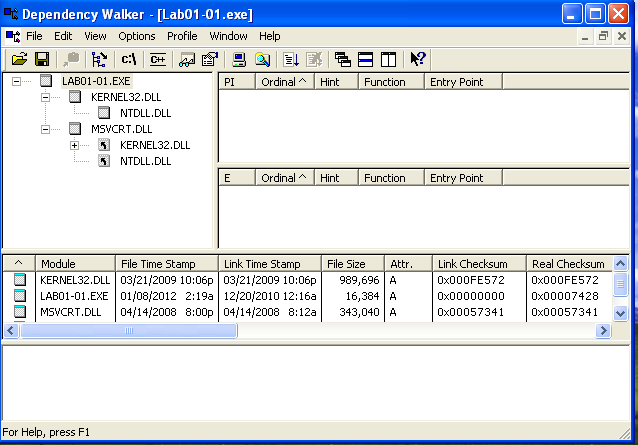 Dependency Walker - [Lab01-01.exe]
File Edit View Options Profile Window Help
c:\ C++
LAB01-01.EXE
KERNEL32.DLL
NTDLL.DLL
MSVCRT.DLL
KERNEL32.DLL
NTDLL.DLL
PI Ordinal ^ Hint Function Entry Point
E Ordinal ^ Hint Function Entry Point
^ Module File Time Stamp Link Time Stamp File Size Attr. Link Checksum Real Checksum
KERNEL32.DLL 03/21/2009 10:06p 03/21/2009 10:06p 989,696 A 0x000FE572 0x000FE572
LAB01-01.EXE 01/08/2012 2:19a 12/20/2010 12:16a 16,384 A 0x00000000 0x00007428
MSVCRT.DLL 04/14/2008 8:00p 04/14/2008 8:12a 343,040 A 0x00057341 0x00057341
For Help, press F1